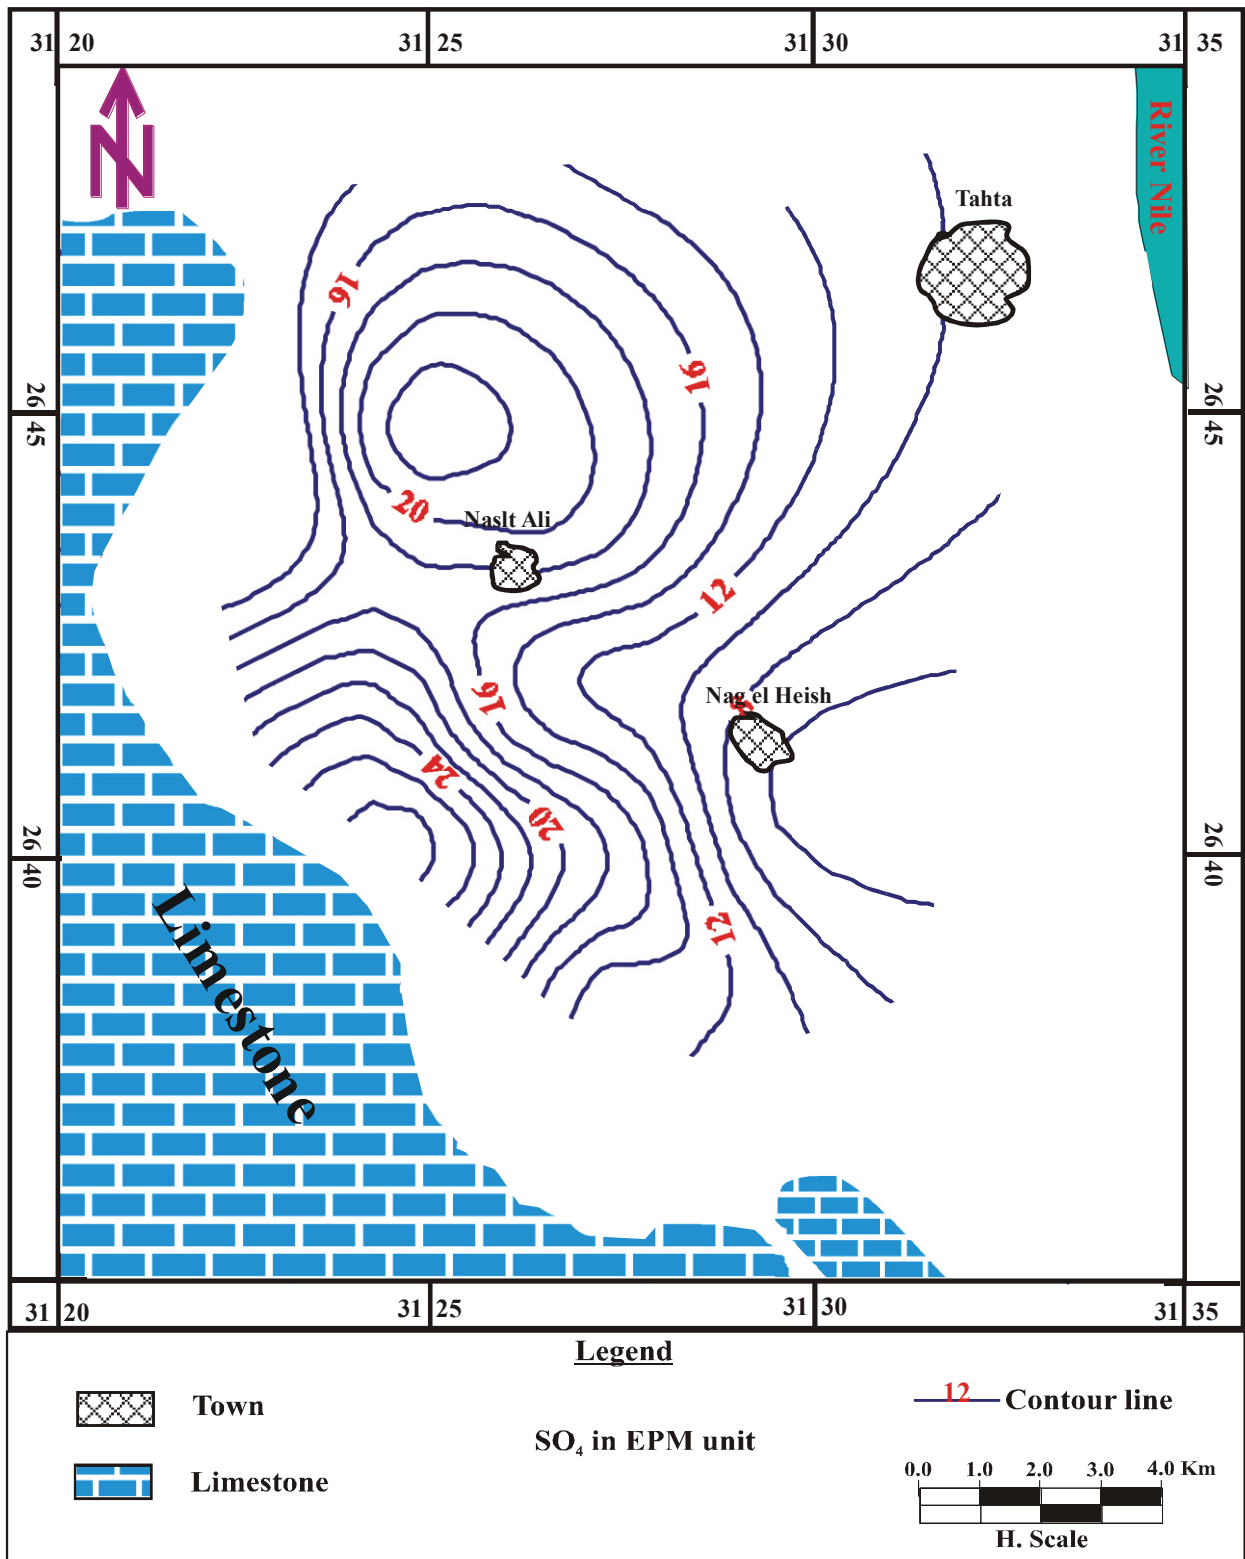 31 20
31 25
31 30
31 35
N
River Nile
Tahta
16
16
26 45
26 45
20
Naslt Ali
12
16
Nag el Heish
8
24
20
26 40
26 40
12
Limestone
31 20
31 25
31 30
31 35
Legend
Town
12 Contour line
SO₄ in EPM unit
Limestone
0.0 1.0 2.0 3.0 4.0 Km
H. Scale